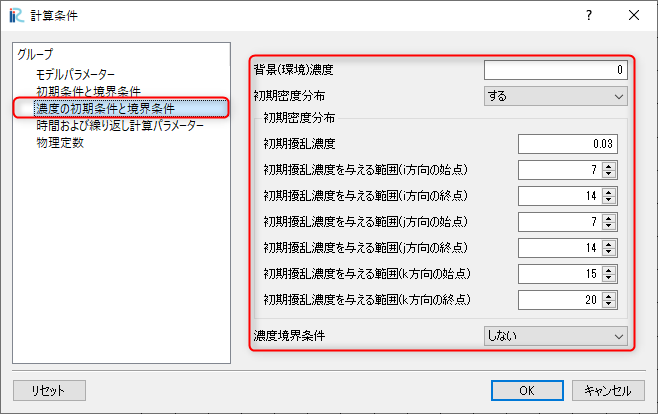 計算条件
グループ
モデルパラメーター
初期条件と境界条件
濃度の初期条件と境界条件
時間および繰り返し計算パラメーター
物理定数
背景(環境)濃度 0
初期密度分布 する
初期密度分布
初期擾乱濃度 0.03
初期擾乱濃度を与える範囲(i方向の始点) 7
初期擾乱濃度を与える範囲(i方向の終点) 14
初期擾乱濃度を与える範囲(j方向の始点) 7
初期擾乱濃度を与える範囲(j方向の終点) 14
初期擾乱濃度を与える範囲(k方向の始点) 15
初期擾乱濃度を与える範囲(k方向の終点) 20
濃度境界条件 しない
リセット OK キャンセル